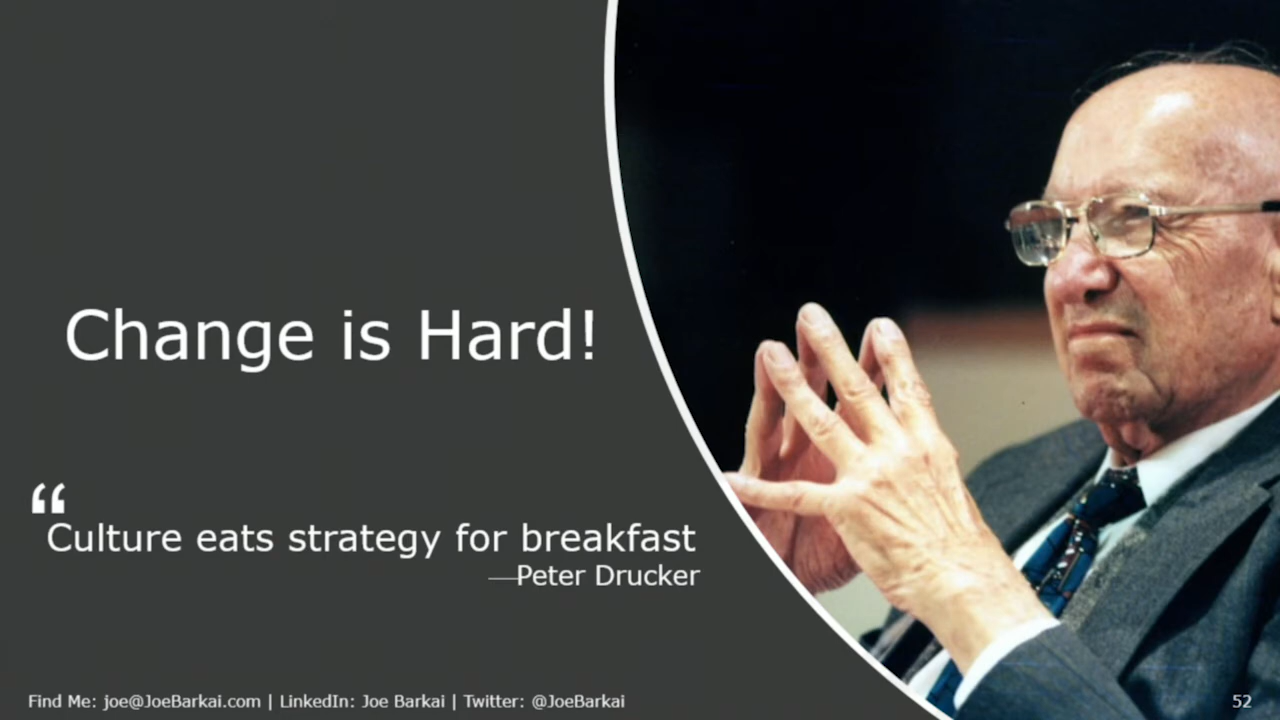 Change is Hard!
“
Culture eats strategy for breakfast
—Peter Drucker
Find Me: joe@JoeBarkai.com | LinkedIn: Joe Barkai | Twitter: @JoeBarkai
52